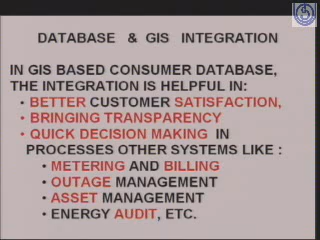 DATABASE & GIS INTEGRATION
IN GIS BASED CONSUMER DATABASE,
THE INTEGRATION IS HELPFUL IN:
• BETTER CUSTOMER SATISFACTION,
• BRINGING TRANSPARENCY
• QUICK DECISION MAKING IN
PROCESSES OTHER SYSTEMS LIKE :
• METERING AND BILLING
• OUTAGE MANAGEMENT
• ASSET MANAGEMENT
• ENERGY AUDIT, ETC.